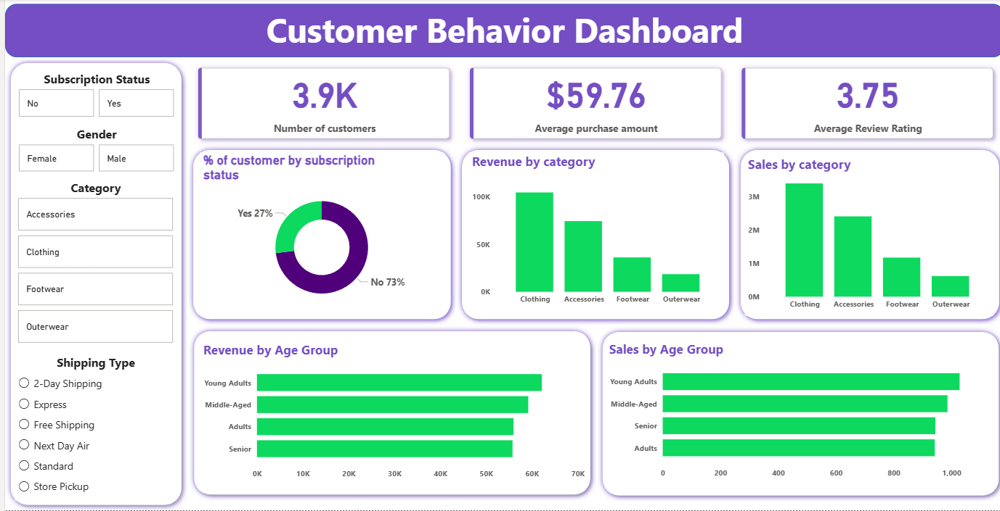 Customer Behavior Dashboard
Subscription Status
No
Yes
Gender
Female
Male
Category
Accessories
Clothing
Footwear
Outerwear
Shipping Type
2-Day Shipping
Express
Free Shipping
Next Day Air
Standard
Store Pickup
3.9K
Number of customers
$59.76
Average purchase amount
3.75
Average Review Rating
% of customer by subscription
status
Yes 27%
No 73%
Revenue by category
100K
50K
0K
Clothing
Accessories
Footwear
Outerwear
Sales by category
3M
2M
1M
0M
Clothing
Accessories
Footwear
Outerwear
Revenue by Age Group
Young Adults
Middle-Aged
Adults
Senior
0K
10K
20K
30K
40K
50K
60K
70K
Sales by Age Group
Young Adults
Middle-Aged
Senior
Adults
0
200
400
600
800
1,000